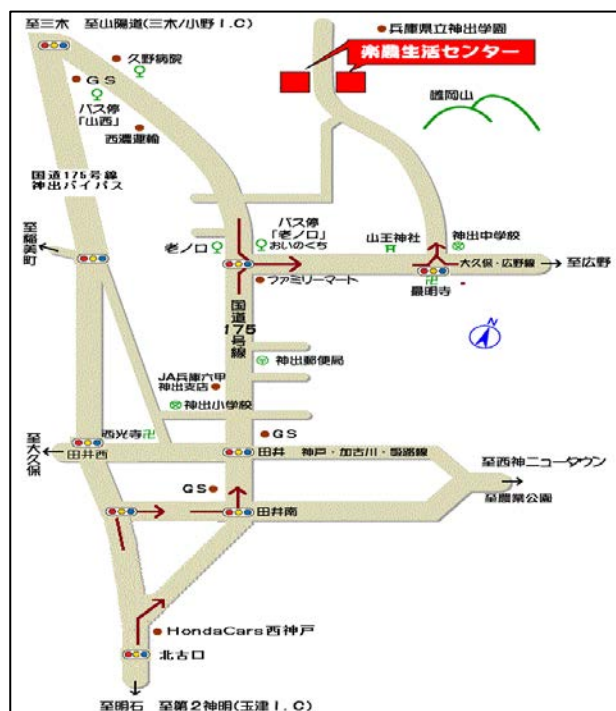 至三木 至山陽道(三木/小野I.C)
兵庫県立神出学園
楽農生活センター
久野病院
GS
バス停
「山西」
西濃運輸
雄岡山
国道175号線
神出バイパス
至稲美町
老ノ口
バス停
「老ノ口」
おいのくち
山王神社
神出中学校
大久保・広野線
至広野
最明寺
ファミリーマート
国道175号線
N
神出郵便局
JA兵庫六甲
神出支店
神出小学校
西光寺
GS
至大久保
田井西
田井
神戸・加古川・姫路線
至西神ニュータウン
至農業公園
GS
田井南
HondaCars西神戸
北古口
至明石 至第2神明(玉津I.C)